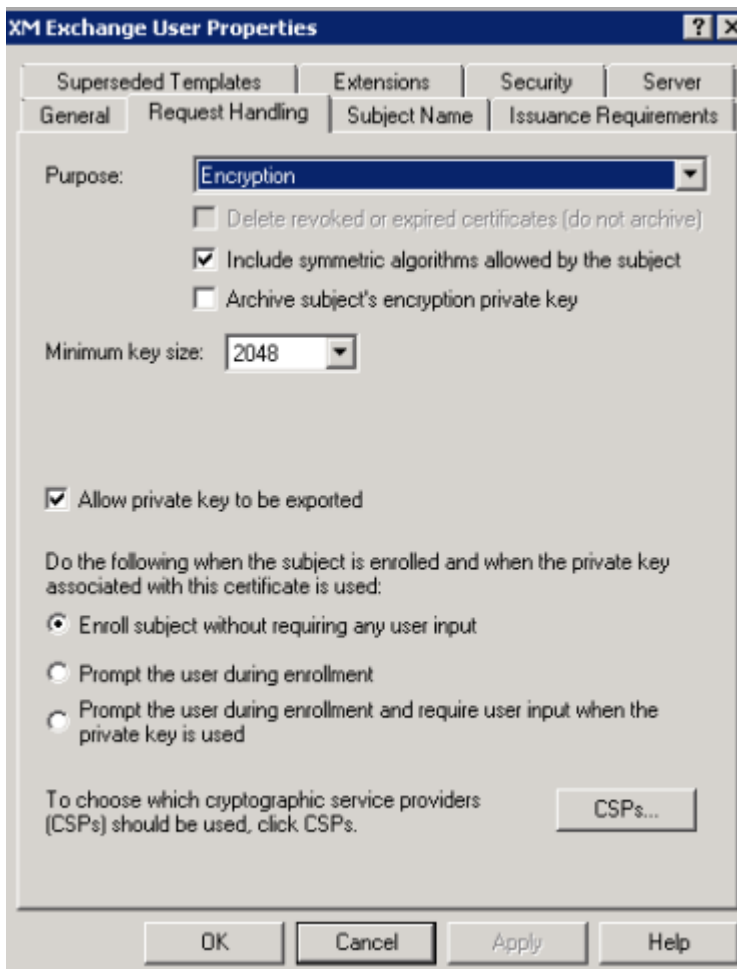 XM Exchange User Properties
Superseded Templates Extensions Security Server
General Request Handling Subject Name Issuance Requirements
Purpose: Encryption
Delete revoked or expired certificates (do not archive)
Include symmetric algorithms allowed by the subject
Archive subject's encryption private key
Minimum key size: 2048
Allow private key to be exported
Do the following when the subject is enrolled and when the private key
associated with this certificate is used:
Enroll subject without requiring any user input
Prompt the user during enrollment
Prompt the user during enrollment and require user input when the
private key is used
To choose which cryptographic service providers
(CSPs) should be used, click CSPs.
CSPs...
OK Cancel Apply Help